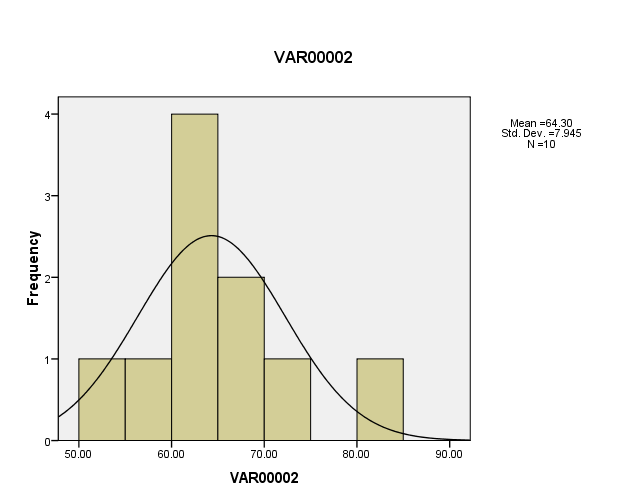 VAR00002
Mean =64.30
Std. Dev. =7.945
N =10
Frequency
4
3
2
1
0
50.00 60.00 70.00 80.00 90.00
VAR00002